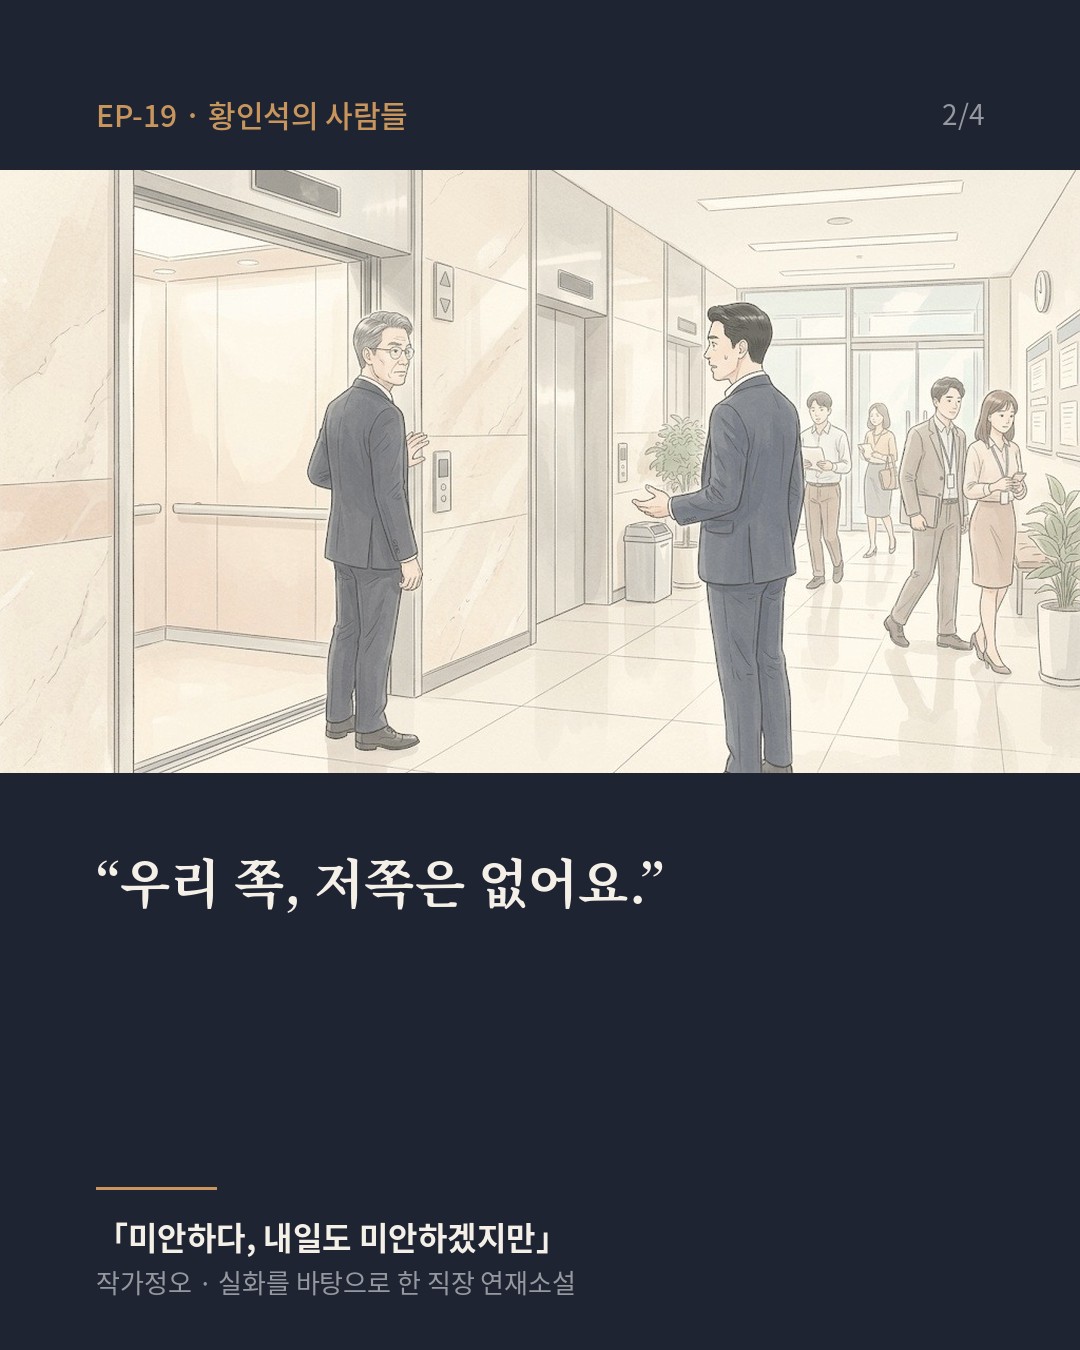 EP-19 · 황인석의 사람들
2/4
“우리 쪽, 저쪽은 없어요.”
「미안하다, 내일도 미안하겠지만」
작가정오 · 실화를 바탕으로 한 직장 연재소설